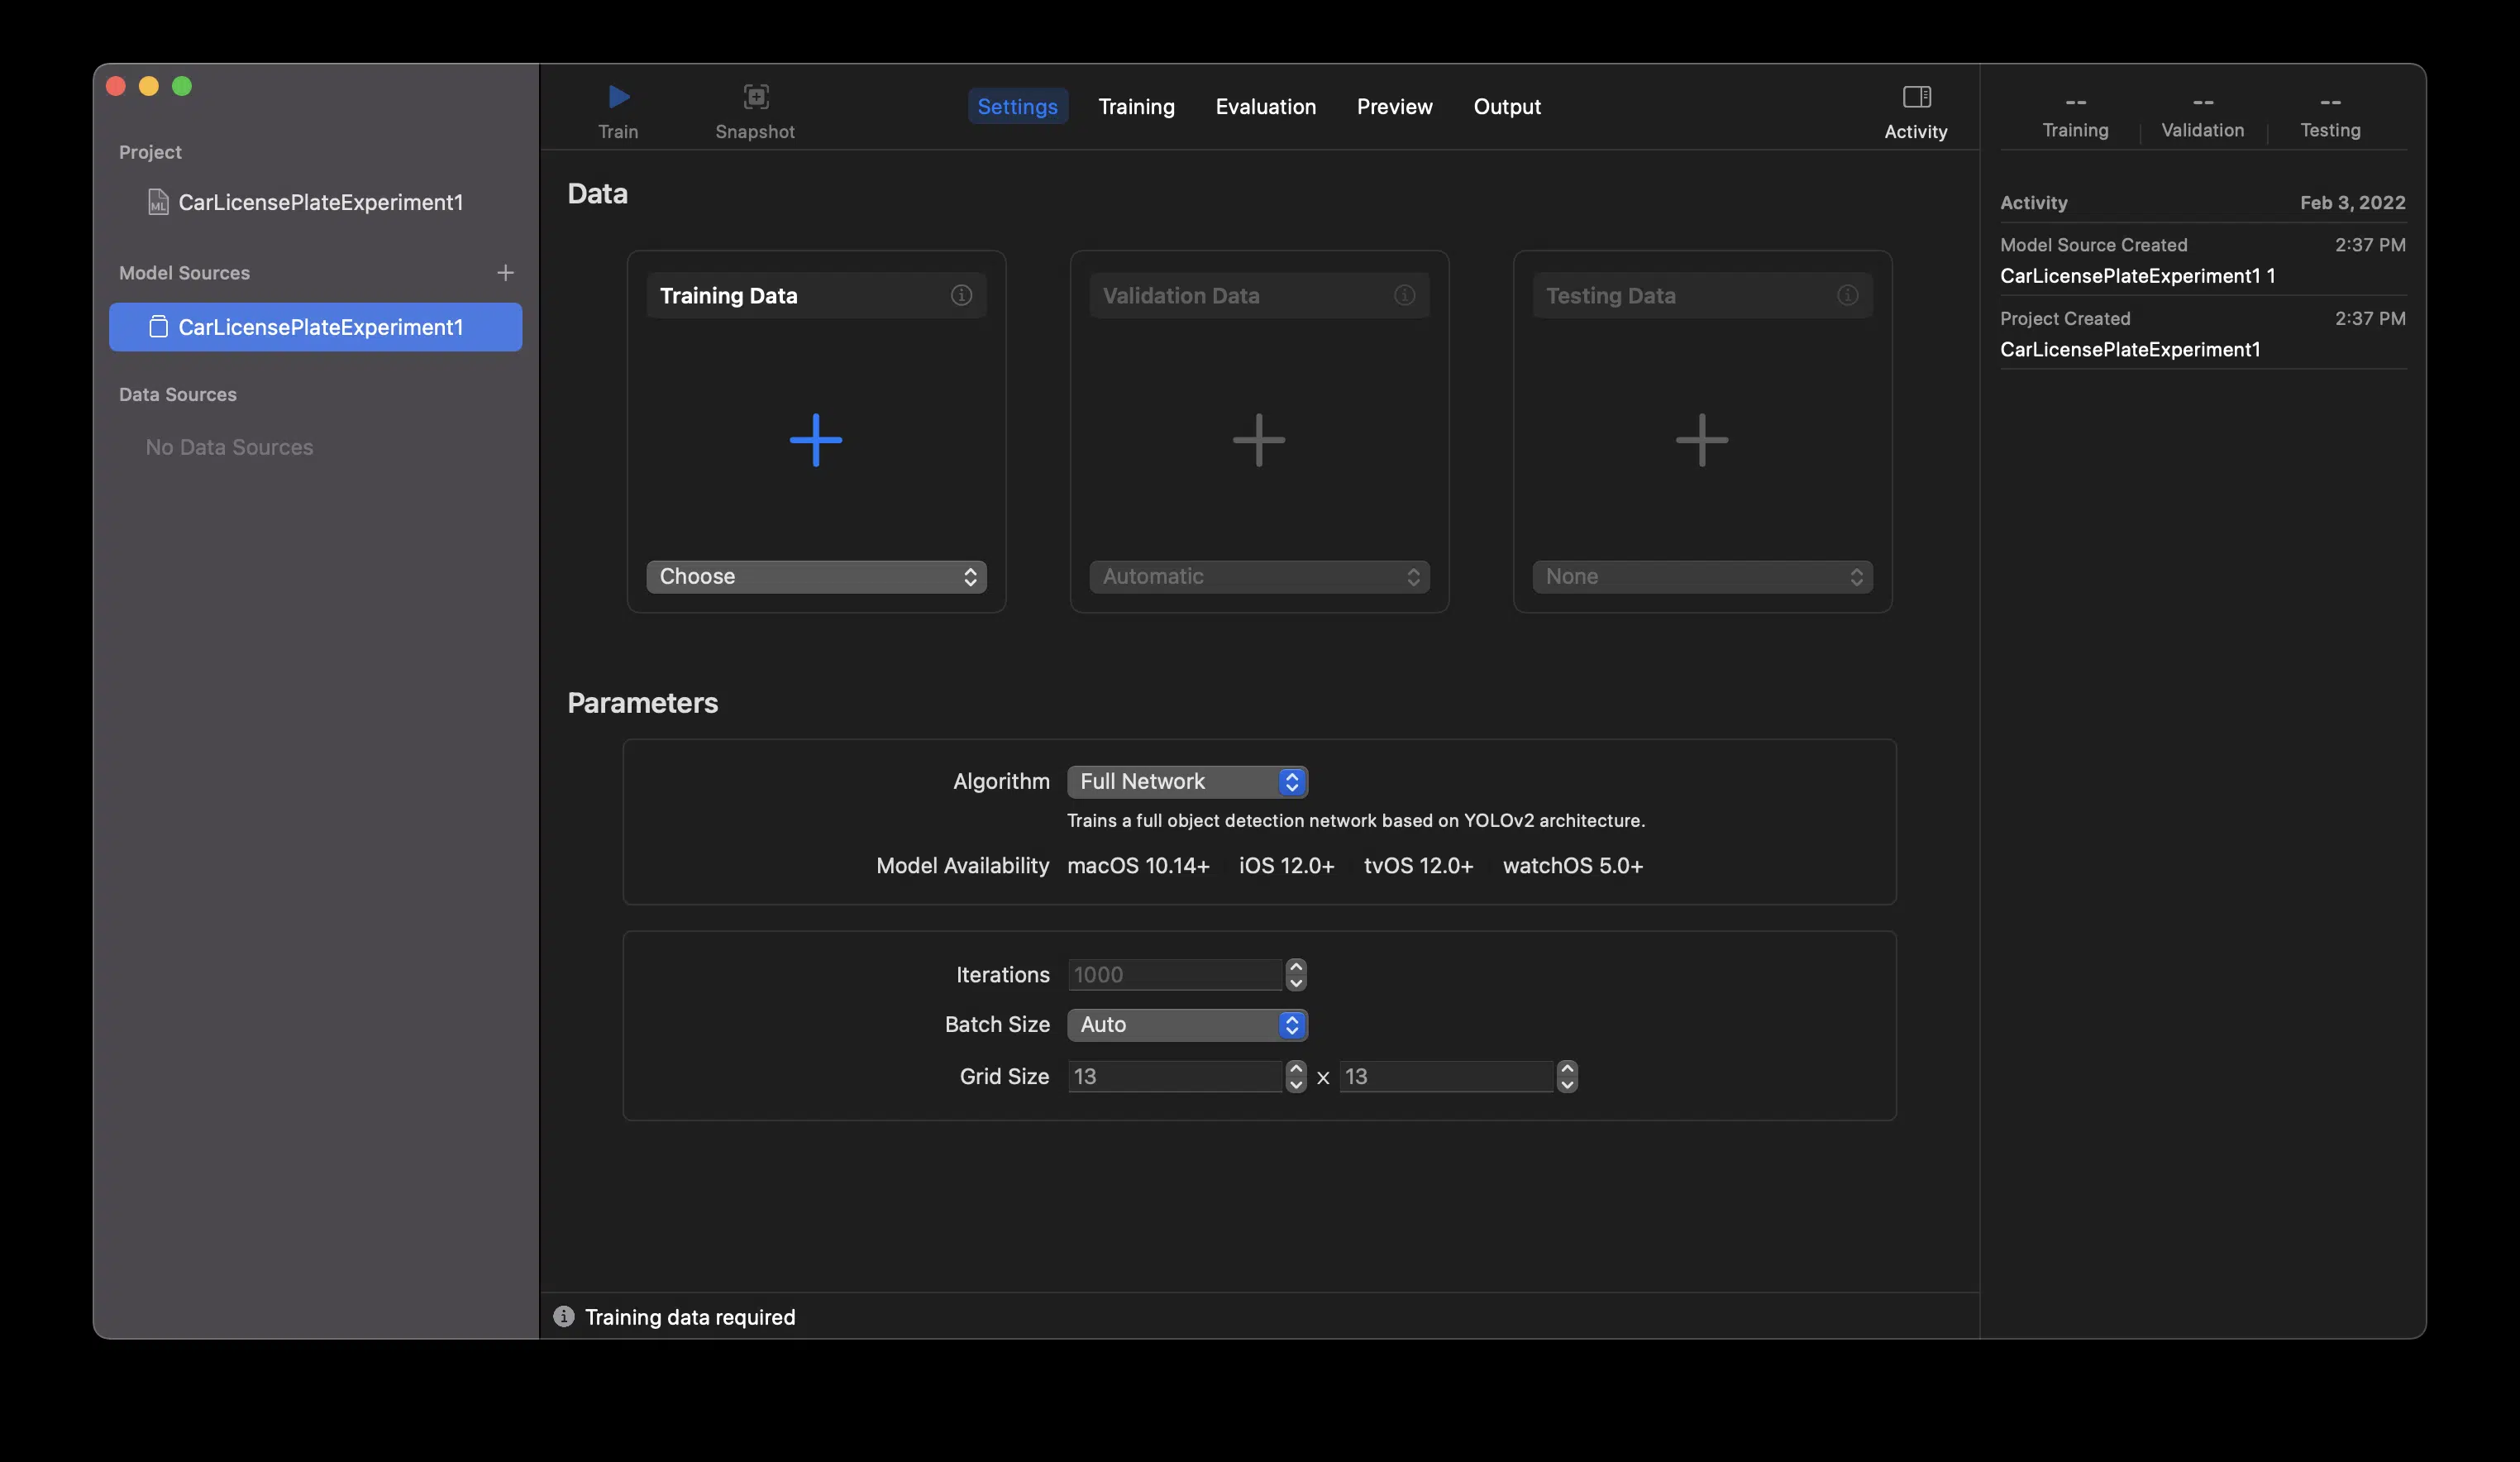 Project
CarLicensePlateExperiment1
Model Sources
CarLicensePlateExperiment1
Data Sources
No Data Sources
Train
Snapshot
Settings Training Evaluation Preview Output
Activity
Data
Training Data
Choose
Validation Data
Automatic
Testing Data
None
Parameters
Algorithm Full Network
Trains a full object detection network based on YOLOv2 architecture.
Model Availability macOS 10.14+ iOS 12.0+ tvOS 12.0+ watchOS 5.0+
Iterations 1000
Batch Size Auto
Grid Size 13 x 13
Training data required
-- -- --
Training Validation Testing
Activity Feb 3, 2022
Model Source Created 2:37 PM
CarLicensePlateExperiment1 1
Project Created 2:37 PM
CarLicensePlateExperiment1